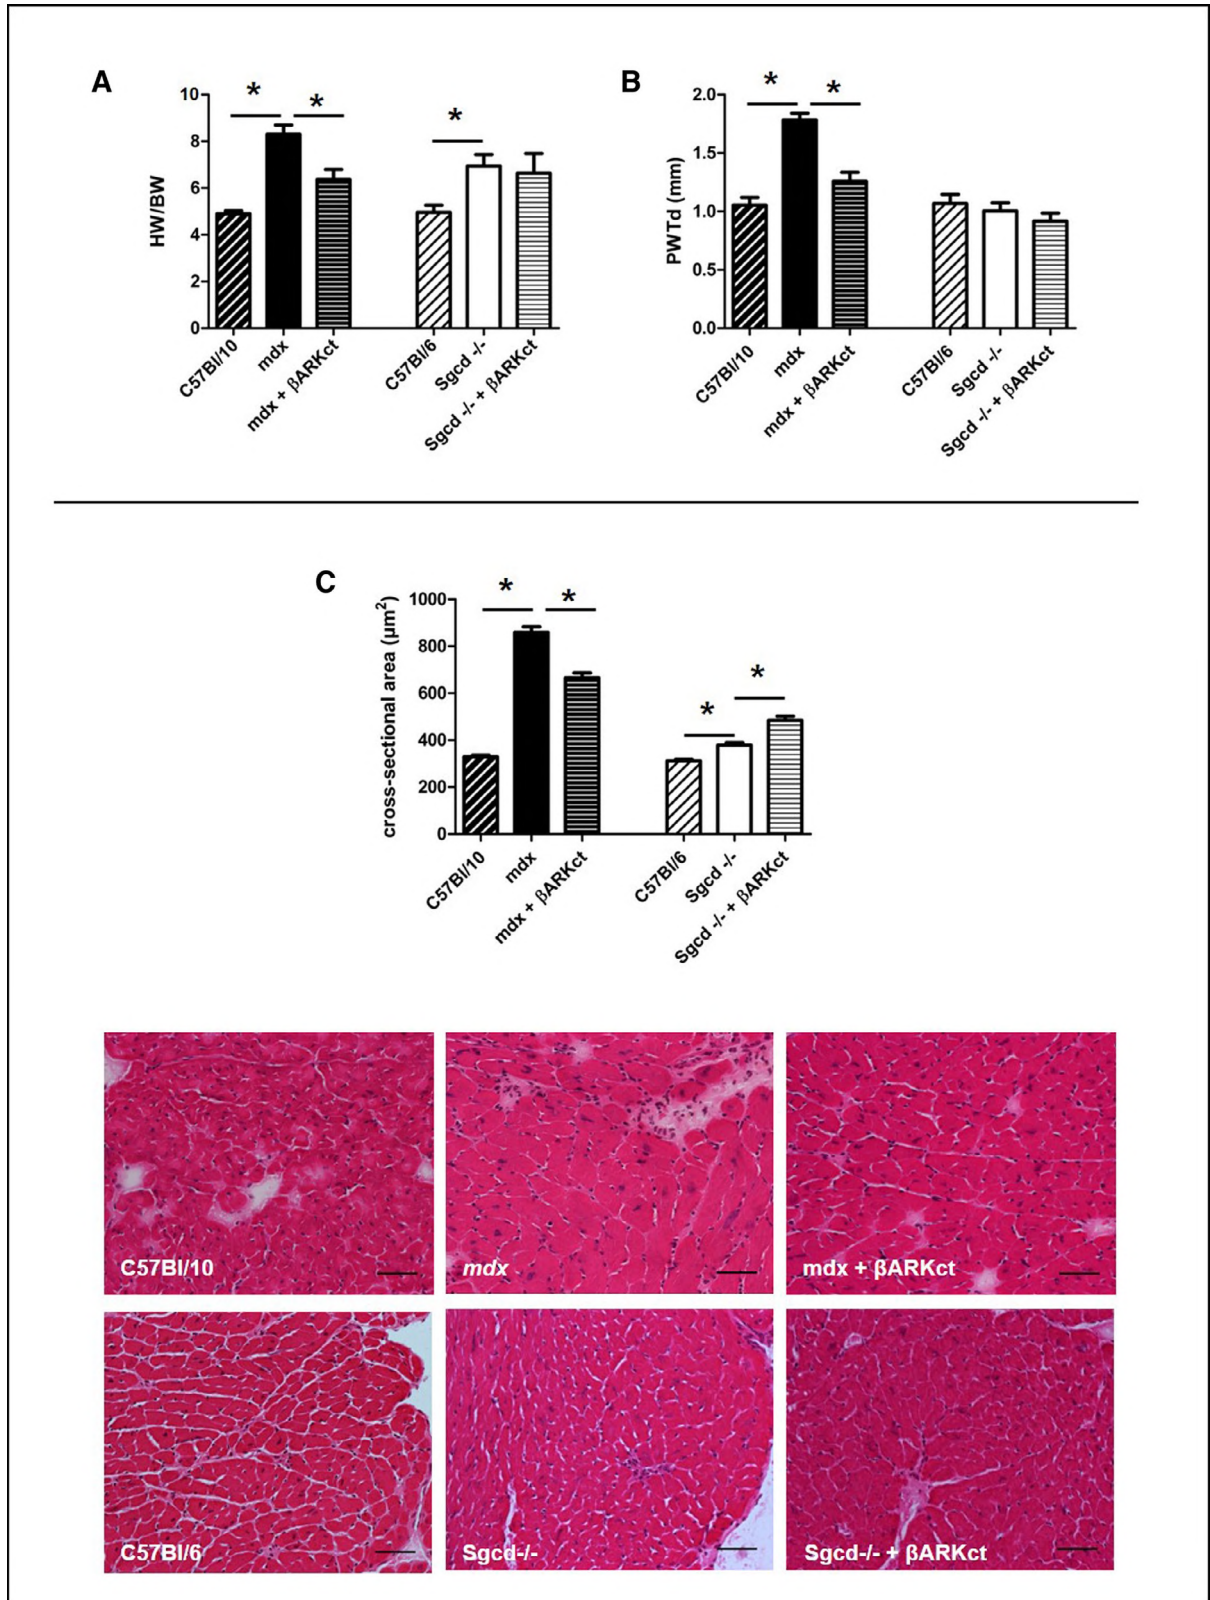 A
*
*
*
10
8
6
4
2
0
HW/BW
C57Bl/10
mdx
mdx + βARKct
C57Bl/6
Sgcd -/-
Sgcd -/- + βARKct
B
*
*
2.0
1.5
1.0
0.5
0.0
PWTd (mm)
C57Bl/10
mdx
mdx + βARKct
C57Bl/6
Sgcd -/-
Sgcd -/- + βARKct
C
*
*
*
*
1000
800
600
400
200
0
cross-sectional area (µm²)
C57Bl/10
mdx
mdx + βARKct
C57Bl/6
Sgcd -/-
Sgcd -/- + βARKct
C57Bl/10
mdx
mdx + βARKct
C57Bl/6
Sgcd-/-
Sgcd-/- + βARKct